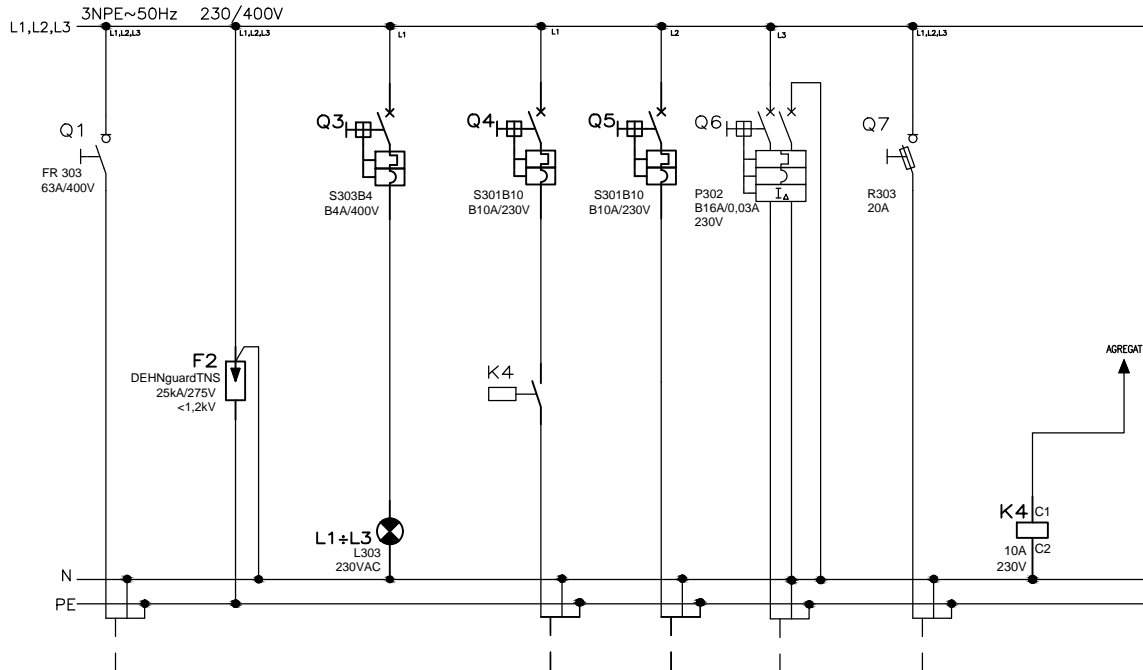 3NPE~50Hz 230/400V
L1,L2,L3
L1,L2,L3
L1,L2,L3
L1
L1
L2
L3
L1,L2,L3
Q1
FR 303
63A/400V
Q3
S303B4
B4A/400V
Q4
S301B10
B10A/230V
Q5
S301B10
B10A/230V
Q6
P302
B16A/0,03A
230V
I∆
Q7
R303
20A
F2
DEHNguardTNS
25kA/275V
<1,2kV
K4
AGREGAT
L1÷L3
L303
230VAC
K4
C1
10A
C2
230V
N
PE